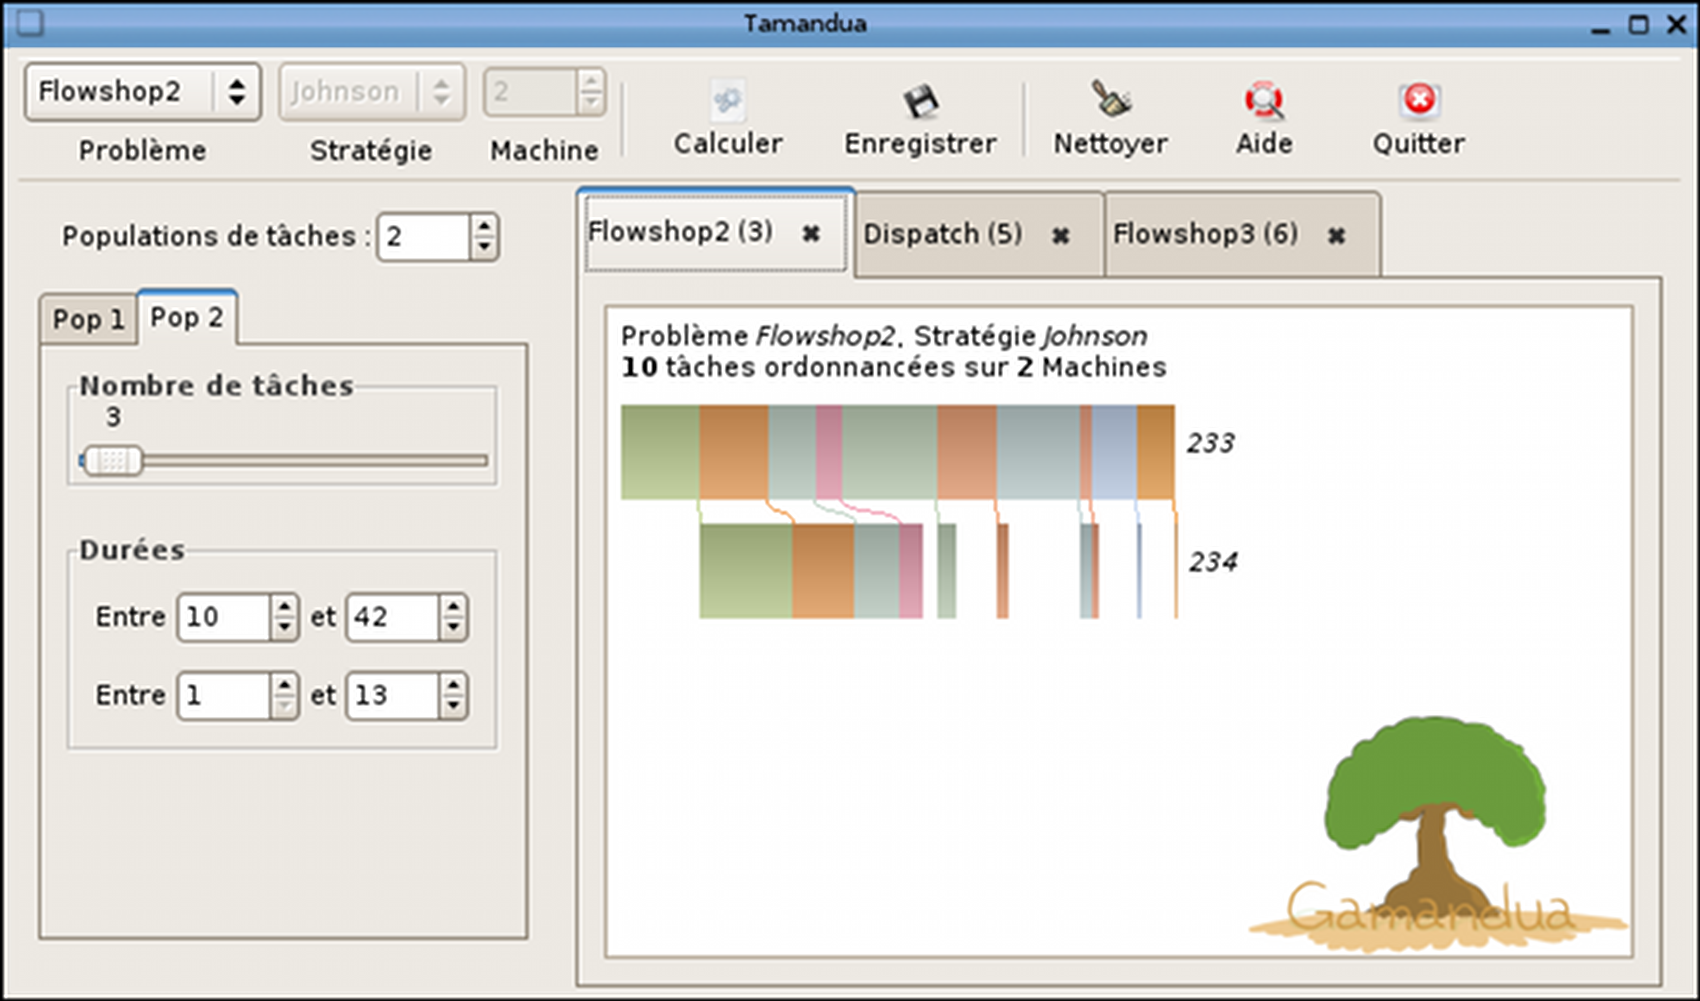 Tamandua
Flowshop2 Johnson 2
Problème Stratégie Machine Calculer Enregistrer Nettoyer Aide Quitter
Populations de tâches : 2
Pop 1 Pop 2
Nombre de tâches
3
Durées
Entre 10 et 42
Entre 1 et 13
Flowshop2 (3) Dispatch (5) Flowshop3 (6)
Problème Flowshop2, Stratégie Johnson
10 tâches ordonnancées sur 2 Machines
233
234
Gamandua